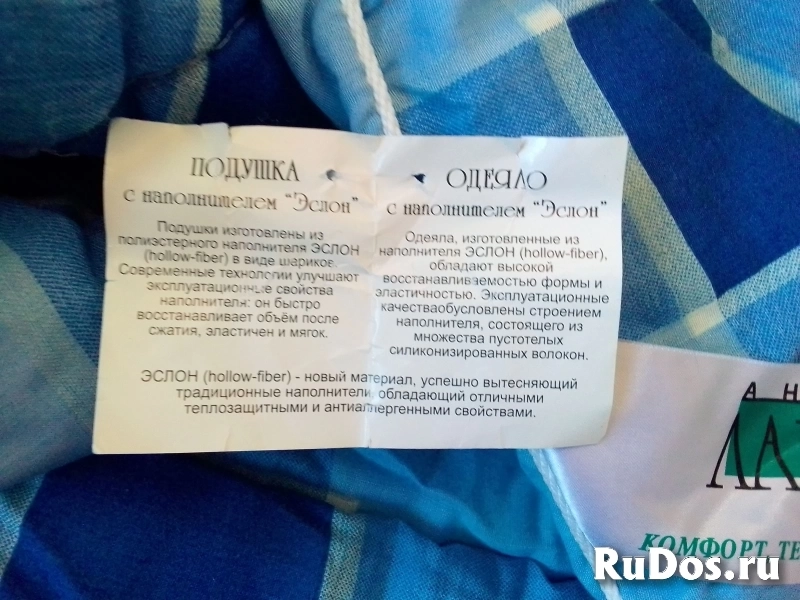 ПОДУШКА
с наполнителем "Эслон"
Подушки изготовлены из
полиэстерного наполнителя ЭСЛОН
(hollow-fiber) в виде шариков.
Современные технологии улучшают
эксплуатационные свойства
наполнителя: он быстро
восстанавливает объём после
сжатия, эластичен и мягок.
ОДЕЯЛО
с наполнителем "Эслон"
Одеяла, изготовленные из
наполнителя ЭСЛОН (hollow-fiber),
обладают высокой
восстанавливаемостью формы и
эластичностью. Эксплуатационные
качестваобусловлены строением
наполнителя, состоящего из
множества пустотелых
силиконизированных волокон.
ЭСЛОН (hollow-fiber) - новый материал, успешно вытесняющий
традиционные наполнители, обладающий отличными
теплозащитными и антиаллергенными свойствами.
КОМФОРТ
RuDos.ru